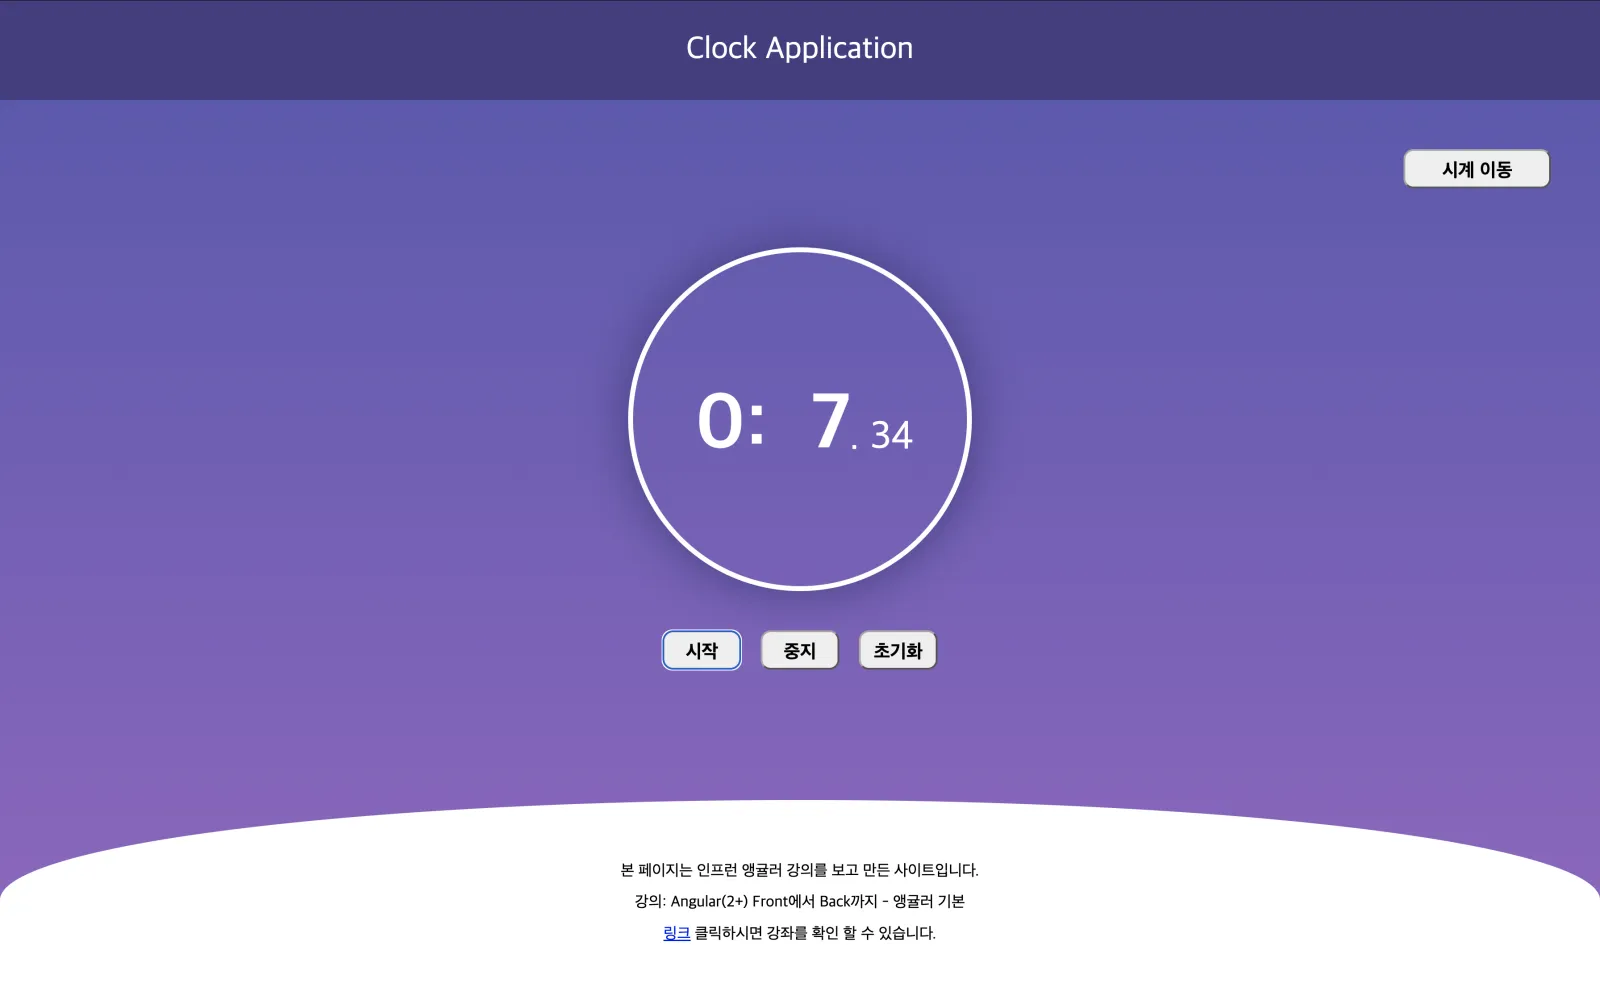 Clock Application
시계 이동
0: 7. 34
시작 중지 초기화
본 페이지는 인프런 앵귤러 강의를 보고 만든 사이트입니다.
강의: Angular(2+) Front에서 Back까지 - 앵귤러 기본
링크 클릭하시면 강좌를 확인 할 수 있습니다.